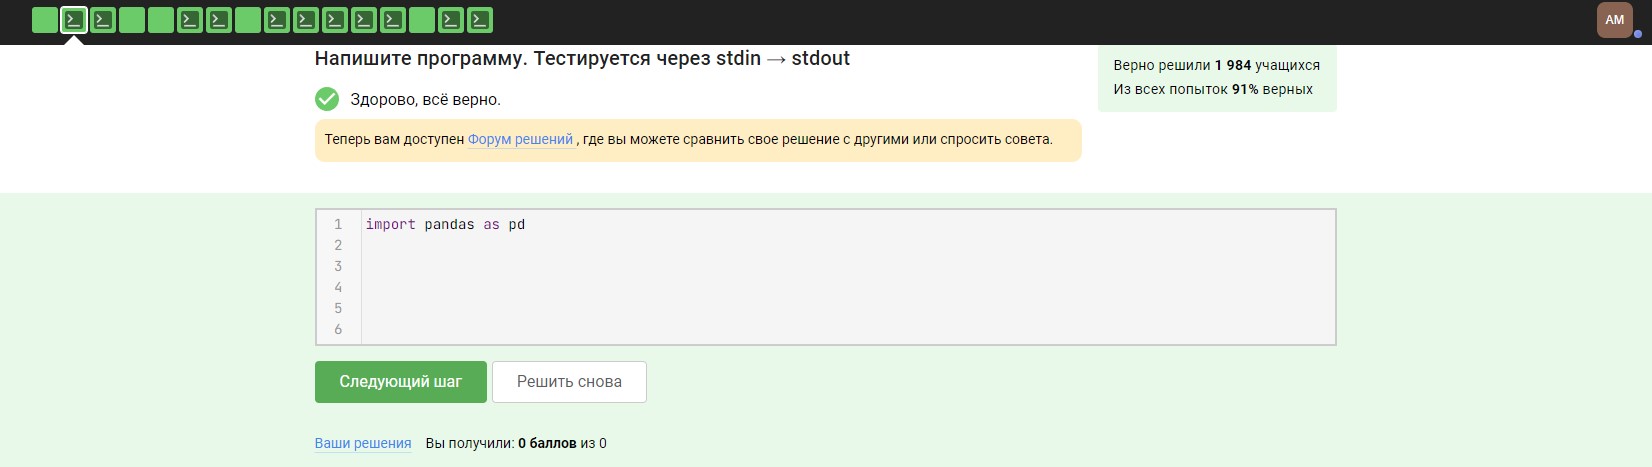 AM
Напишите программу. Тестируется через stdin → stdout
Верно решили 1 984 учащихся
Из всех попыток 91% верных
Здорово, всё верно.
Теперь вам доступен Форум решений , где вы можете сравнить свое решение с другими или спросить совета.
1 import pandas as pd
2
3
4
5
6
Следующий шаг Решить снова
Ваши решения Вы получили: 0 баллов из 0